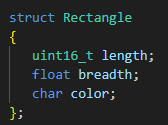 struct Rectangle
{
    uint16_t length;
    float breadth;
    char color;
};